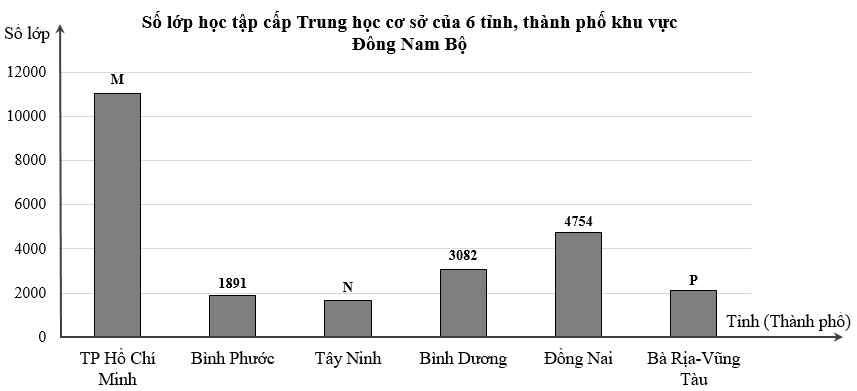 Số lớp học tập cấp Trung học cơ sở của 6 tỉnh, thành phố khu vực
Đông Nam Bộ
Số lớp
12000
10000
8000
6000
4000
2000
0
M
1891
N
3082
4754
P
Tỉnh (Thành phố)
TP Hồ Chí
Minh
Bình Phước
Tây Ninh
Bình Dương
Đồng Nai
Bà Rịa-Vũng
Tàu